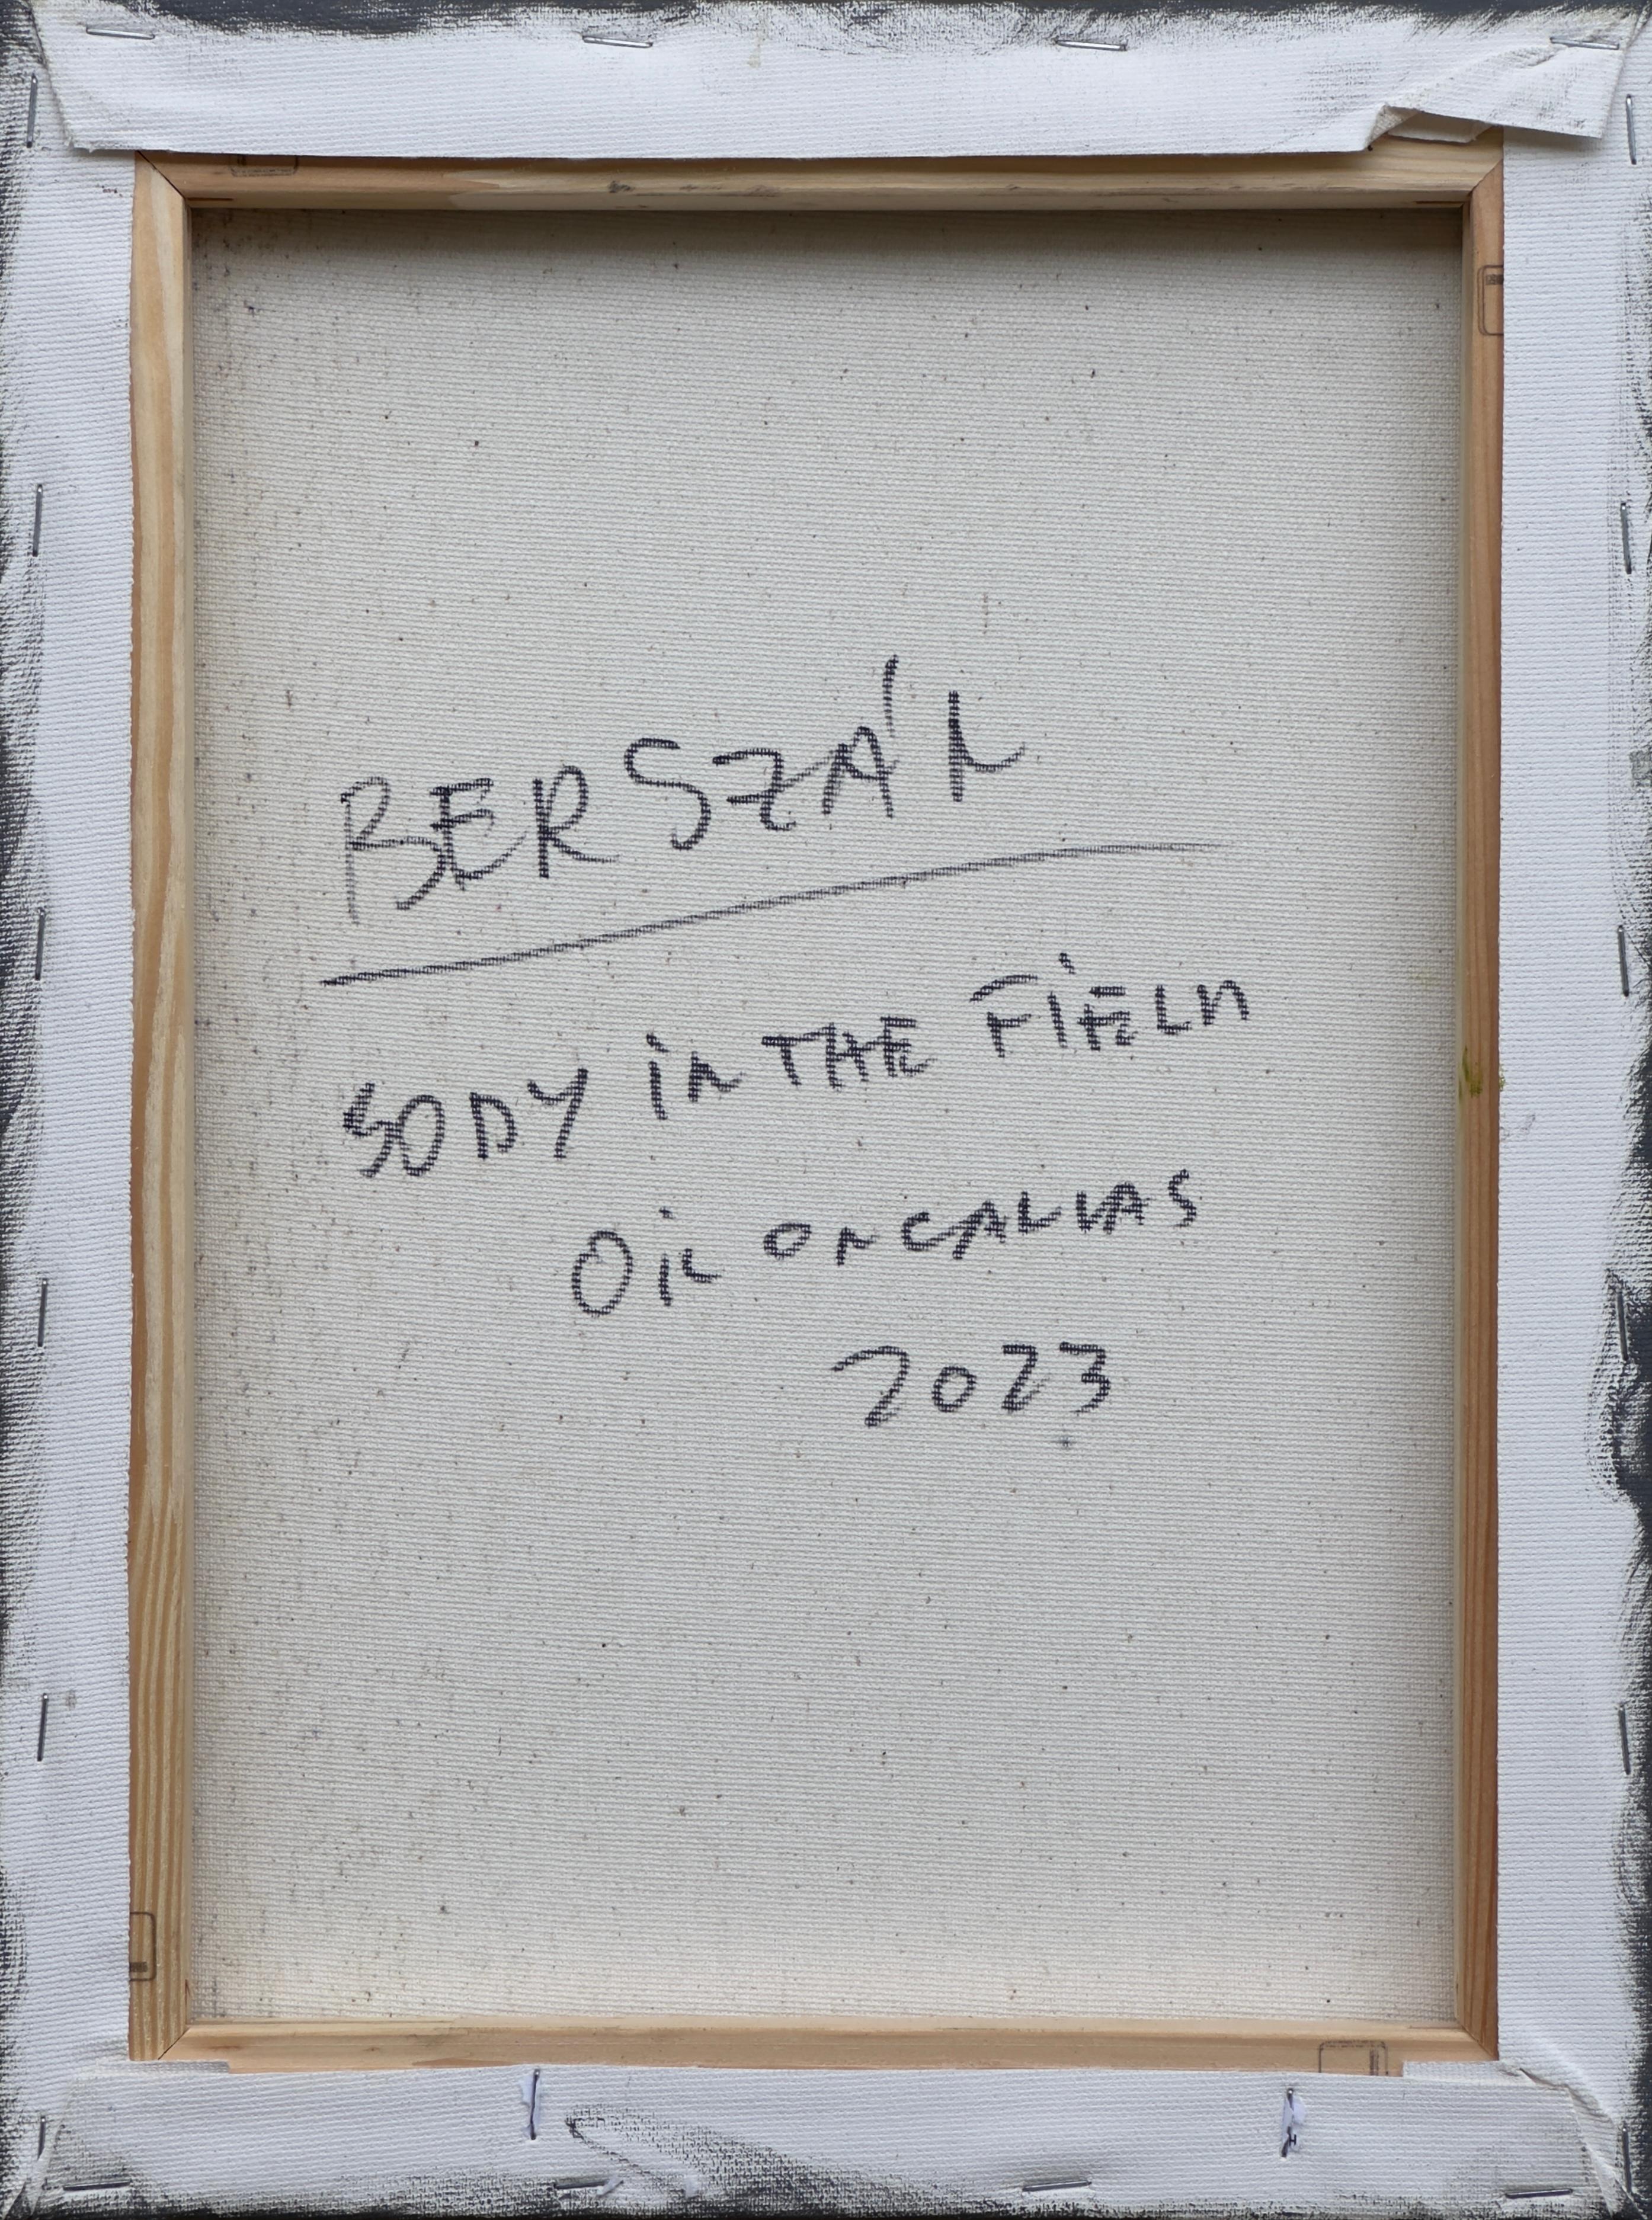 BERSZÁL
BODY IN THE FIELD
OIL ON CANVAS
2023